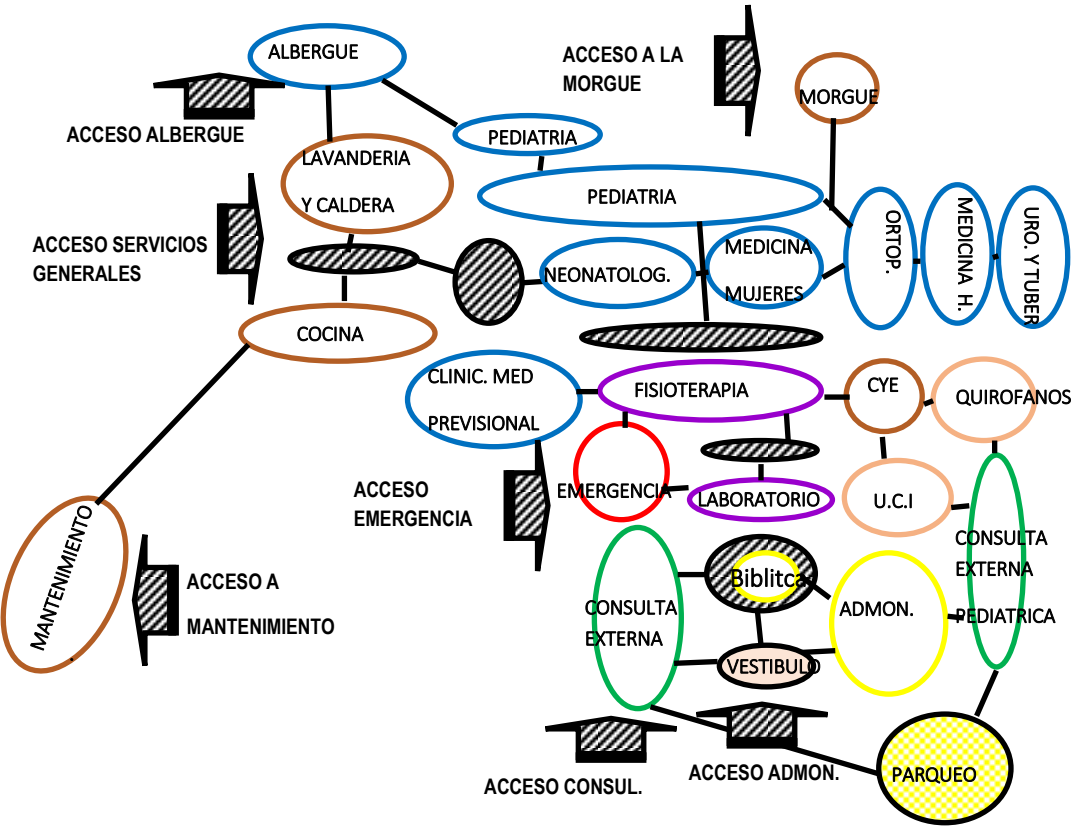 ALBERGUE
ACCESO A LA
MORGUE
MORGUE
ACCESO ALBERGUE
PEDIATRIA
LAVANDERIA
Y CALDERA
PEDIATRIA
ACCESO SERVICIOS
GENERALES
NEONATOLOG.
MEDICINA
MUJERES
ORTOP.
MEDICINA H.
URO. Y TUBER
COCINA
CLINIC. MED
PREVISIONAL
FISIOTERAPIA
CYE
QUIROFANOS
ACCESO
EMERGENCIA
EMERGENCIA
LABORATORIO
U.C.I
MANTENIMIENTO
ACCESO A
MANTENIMIENTO
CONSULTA
EXTERNA
PEDIATRICA
Biblitca
CONSULTA
EXTERNA
ADMON.
VESTIBULO
ACCESO CONSUL.
ACCESO ADMON.
PARQUEO